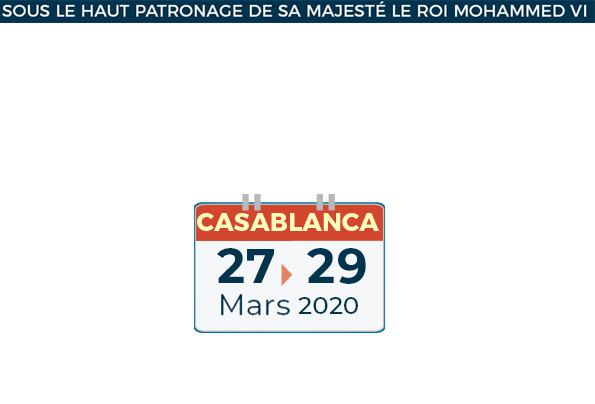 SOUS LE HAUT PATRONAGE DE SA MAJESTÉ LE ROI MOHAMMED VI
CASABLANCA
27 29
Mars 2020